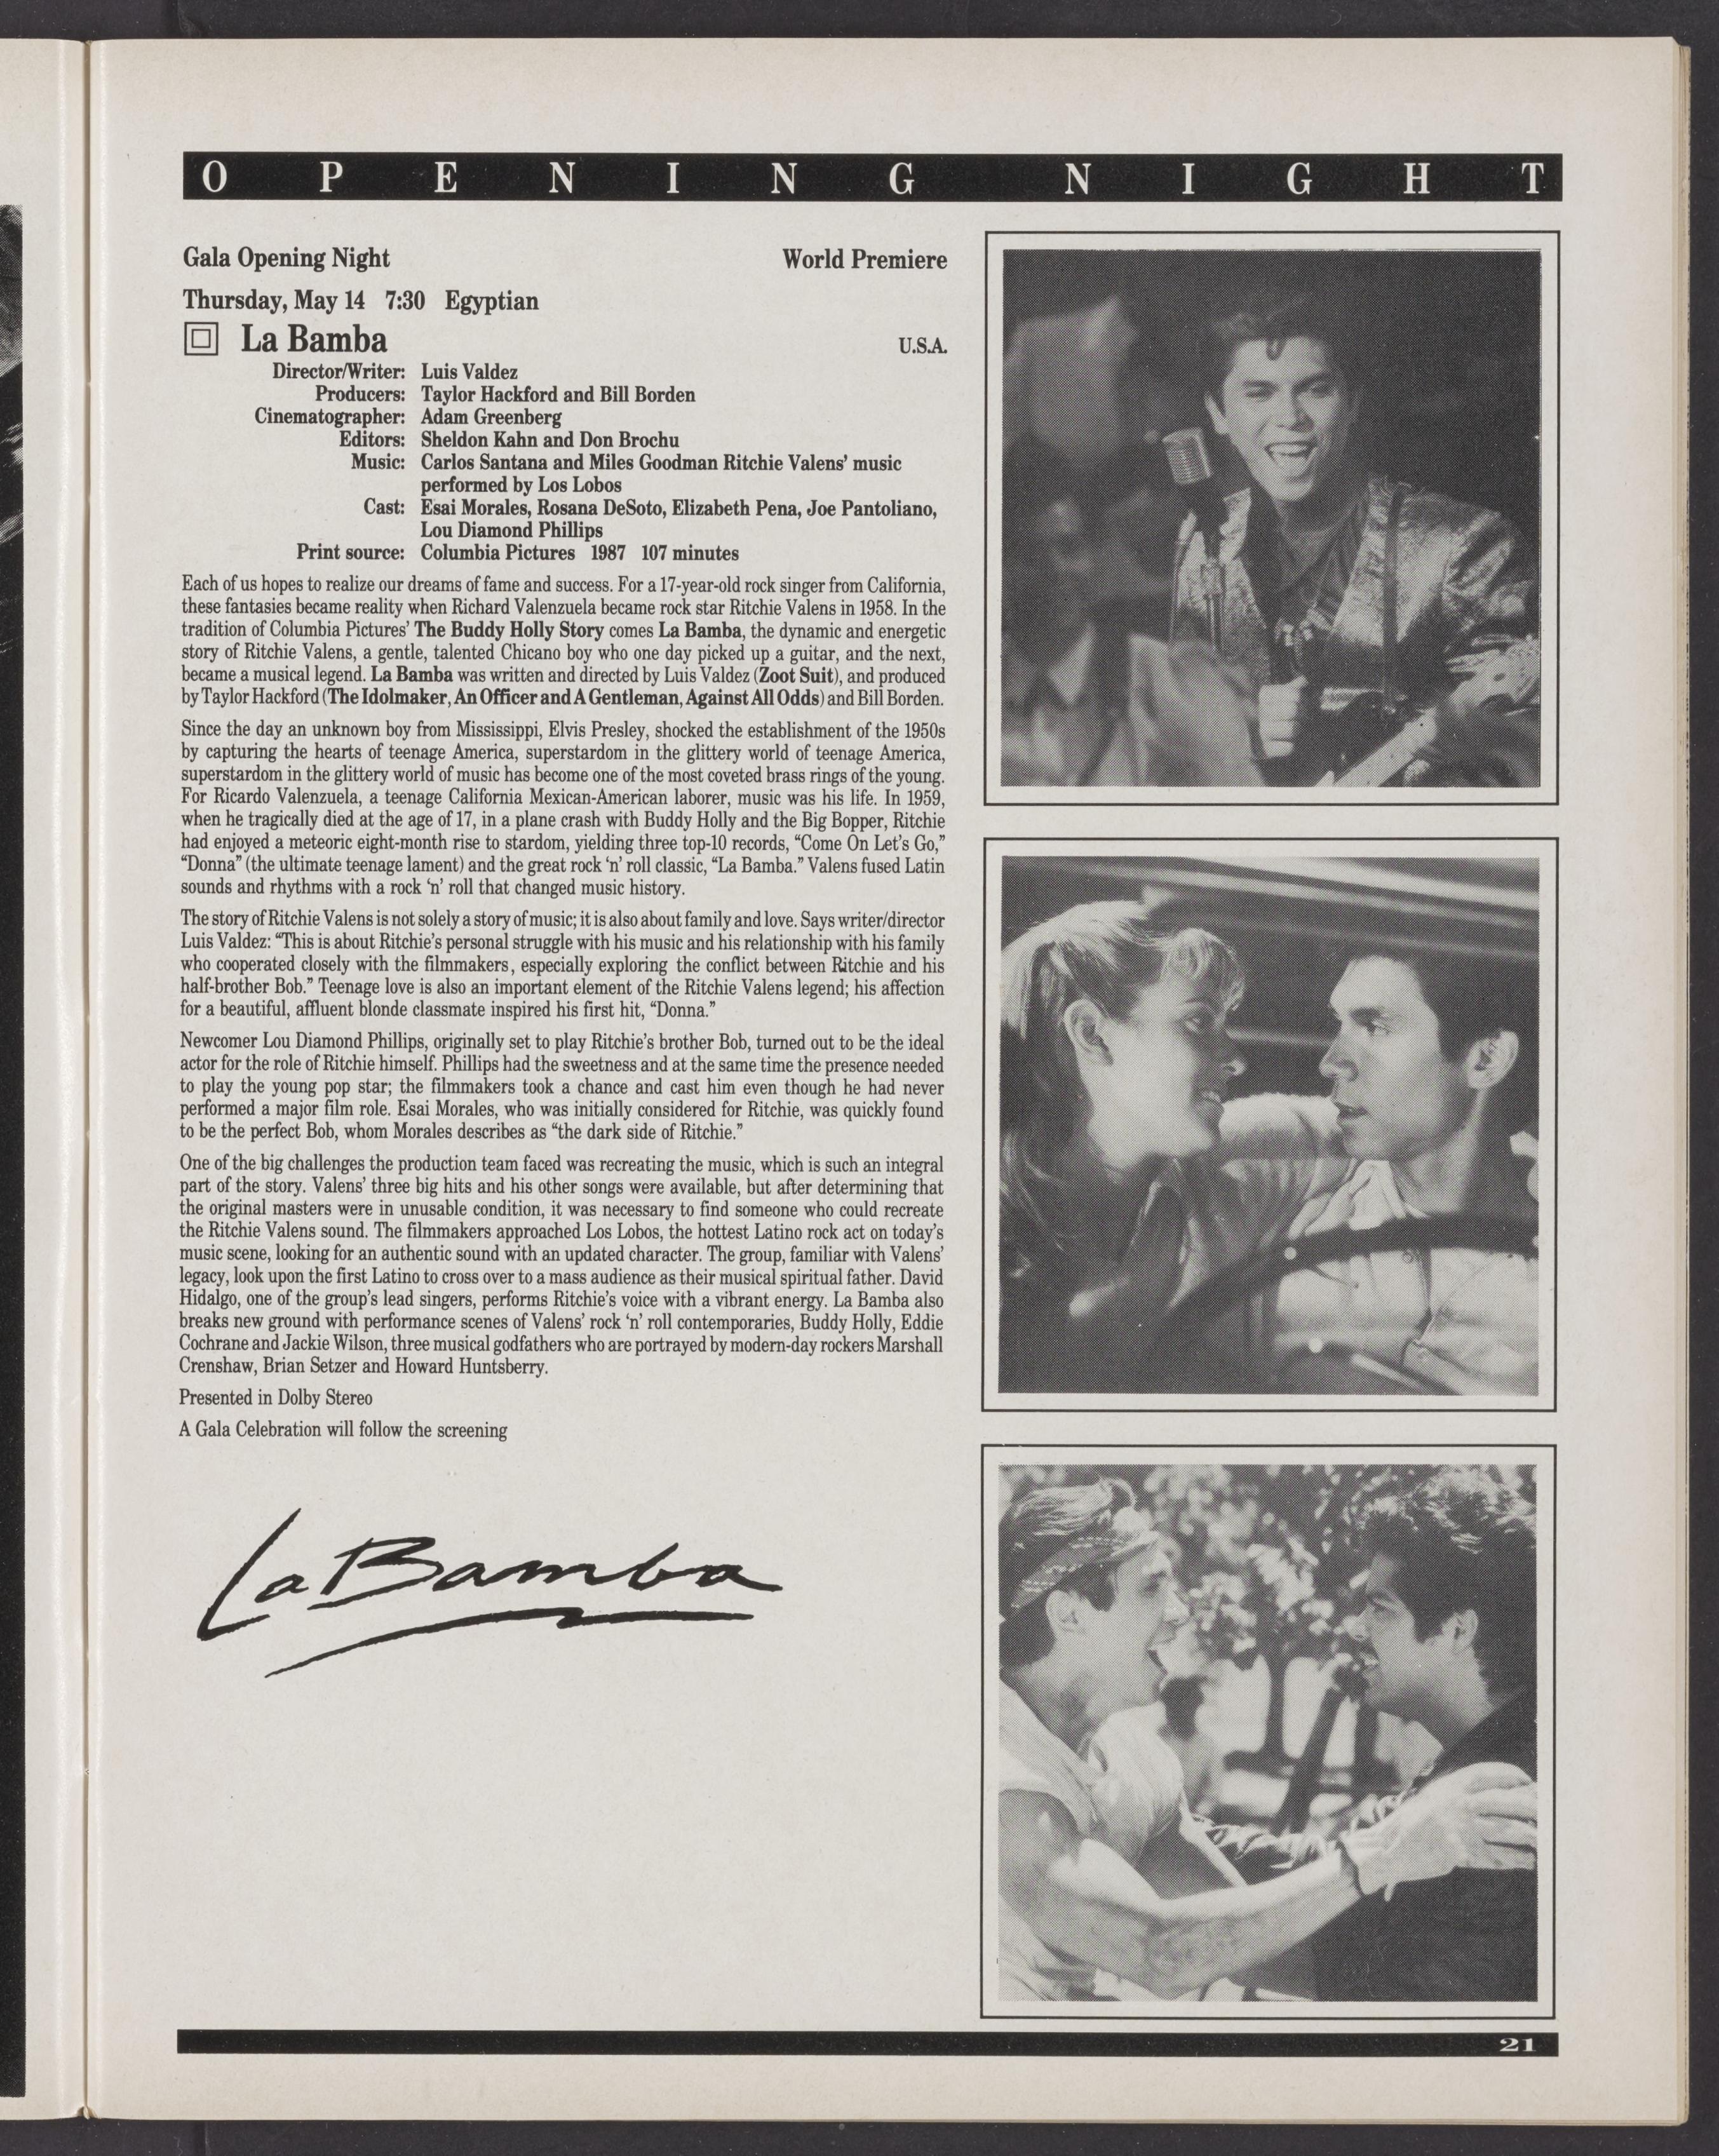 OPENING NIGHT
Gala Opening Night World Premiere
Thursday, May 14 7:30 Egyptian
La Bamba U.S.A.
Director/Writer: Luis Valdez
Producers: Taylor Hackford and Bill Borden
Cinematographer: Adam Greenberg
Editors: Sheldon Kahn and Don Brochu
Music: Carlos Santana and Miles Goodman Ritchie Valens’ music
performed by Los Lobos
Cast: Esai Morales, Rosana DeSoto, Elizabeth Pena, Joe Pantoliano,
Lou Diamond Phillips
Print source: Columbia Pictures 1987 107 minutes
Each of us hopes to realize our dreams of fame and success. For a 17-year-old rock singer from California,
these fantasies became reality when Richard Valenzuela became rock star Ritchie Valens in 1958. In the
tradition of Columbia Pictures’ The Buddy Holly Story comes La Bamba, the dynamic and energetic
story of Ritchie Valens, a gentle, talented Chicano boy who one day picked up a guitar, and the next,
became a musical legend. La Bamba was written and directed by Luis Valdez (Zoot Suit), and produced
by Taylor Hackford (The Idolmaker, An Officer and A Gentleman, Against All Odds) and Bill Borden.
Since the day an unknown boy from Mississippi, Elvis Presley, shocked the establishment of the 1950s
by capturing the hearts of teenage America, superstardom in the glittery world of teenage America,
superstardom in the glittery world of music has become one of the most coveted brass rings of the young.
For Ricardo Valenzuela, a teenage California Mexican-American laborer, music was his life. In 1959,
when he tragically died at the age of 17, in a plane crash with Buddy Holly and the Big Bopper, Ritchie
had enjoyed a meteoric eight-month rise to stardom, yielding three top-10 records, “Come On Let’s Go,”
“Donna” (the ultimate teenage lament) and the great rock ‘n’ roll classic, “La Bamba.” Valens fused Latin
sounds and rhythms with a rock ‘n’ roll that changed music history.
The story of Ritchie Valens is not solely a story of music; it is also about family and love. Says writer/director
Luis Valdez: “This is about Ritchie’s personal struggle with his music and his relationship with his family
who cooperated closely with the filmmakers, especially exploring the conflict between Ritchie and his
half-brother Bob.” Teenage love is also an important element of the Ritchie Valens legend; his affection
for a beautiful, affluent blonde classmate inspired his first hit, “Donna.”
Newcomer Lou Diamond Phillips, originally set to play Ritchie’s brother Bob, turned out to be the ideal
actor for the role of Ritchie himself. Phillips had the sweetness and at the same time the presence needed
to play the young pop star; the filmmakers took a chance and cast him even though he had never
performed a major film role. Esai Morales, who was initially considered for Ritchie, was quickly found
to be the perfect Bob, whom Morales describes as “the dark side of Ritchie.”
One of the big challenges the production team faced was recreating the music, which is such an integral
part of the story. Valens’ three big hits and his other songs were available, but after determining that
the original masters were in unusable condition, it was necessary to find someone who could recreate
the Ritchie Valens sound. The filmmakers approached Los Lobos, the hottest Latino rock act on today’s
music scene, looking for an authentic sound with an updated character. The group, familiar with Valens’
legacy, look upon the first Latino to cross over to a mass audience as their musical spiritual father. David
Hidalgo, one of the group’s lead singers, performs Ritchie’s voice with a vibrant energy. La Bamba also
breaks new ground with performance scenes of Valens’ rock ‘n’ roll contemporaries, Buddy Holly, Eddie
Cochrane and Jackie Wilson, three musical godfathers who are portrayed by modern-day rockers Marshall
Crenshaw, Brian Setzer and Howard Huntsberry.
Presented in Dolby Stereo
A Gala Celebration will follow the screening
La Bamba
21